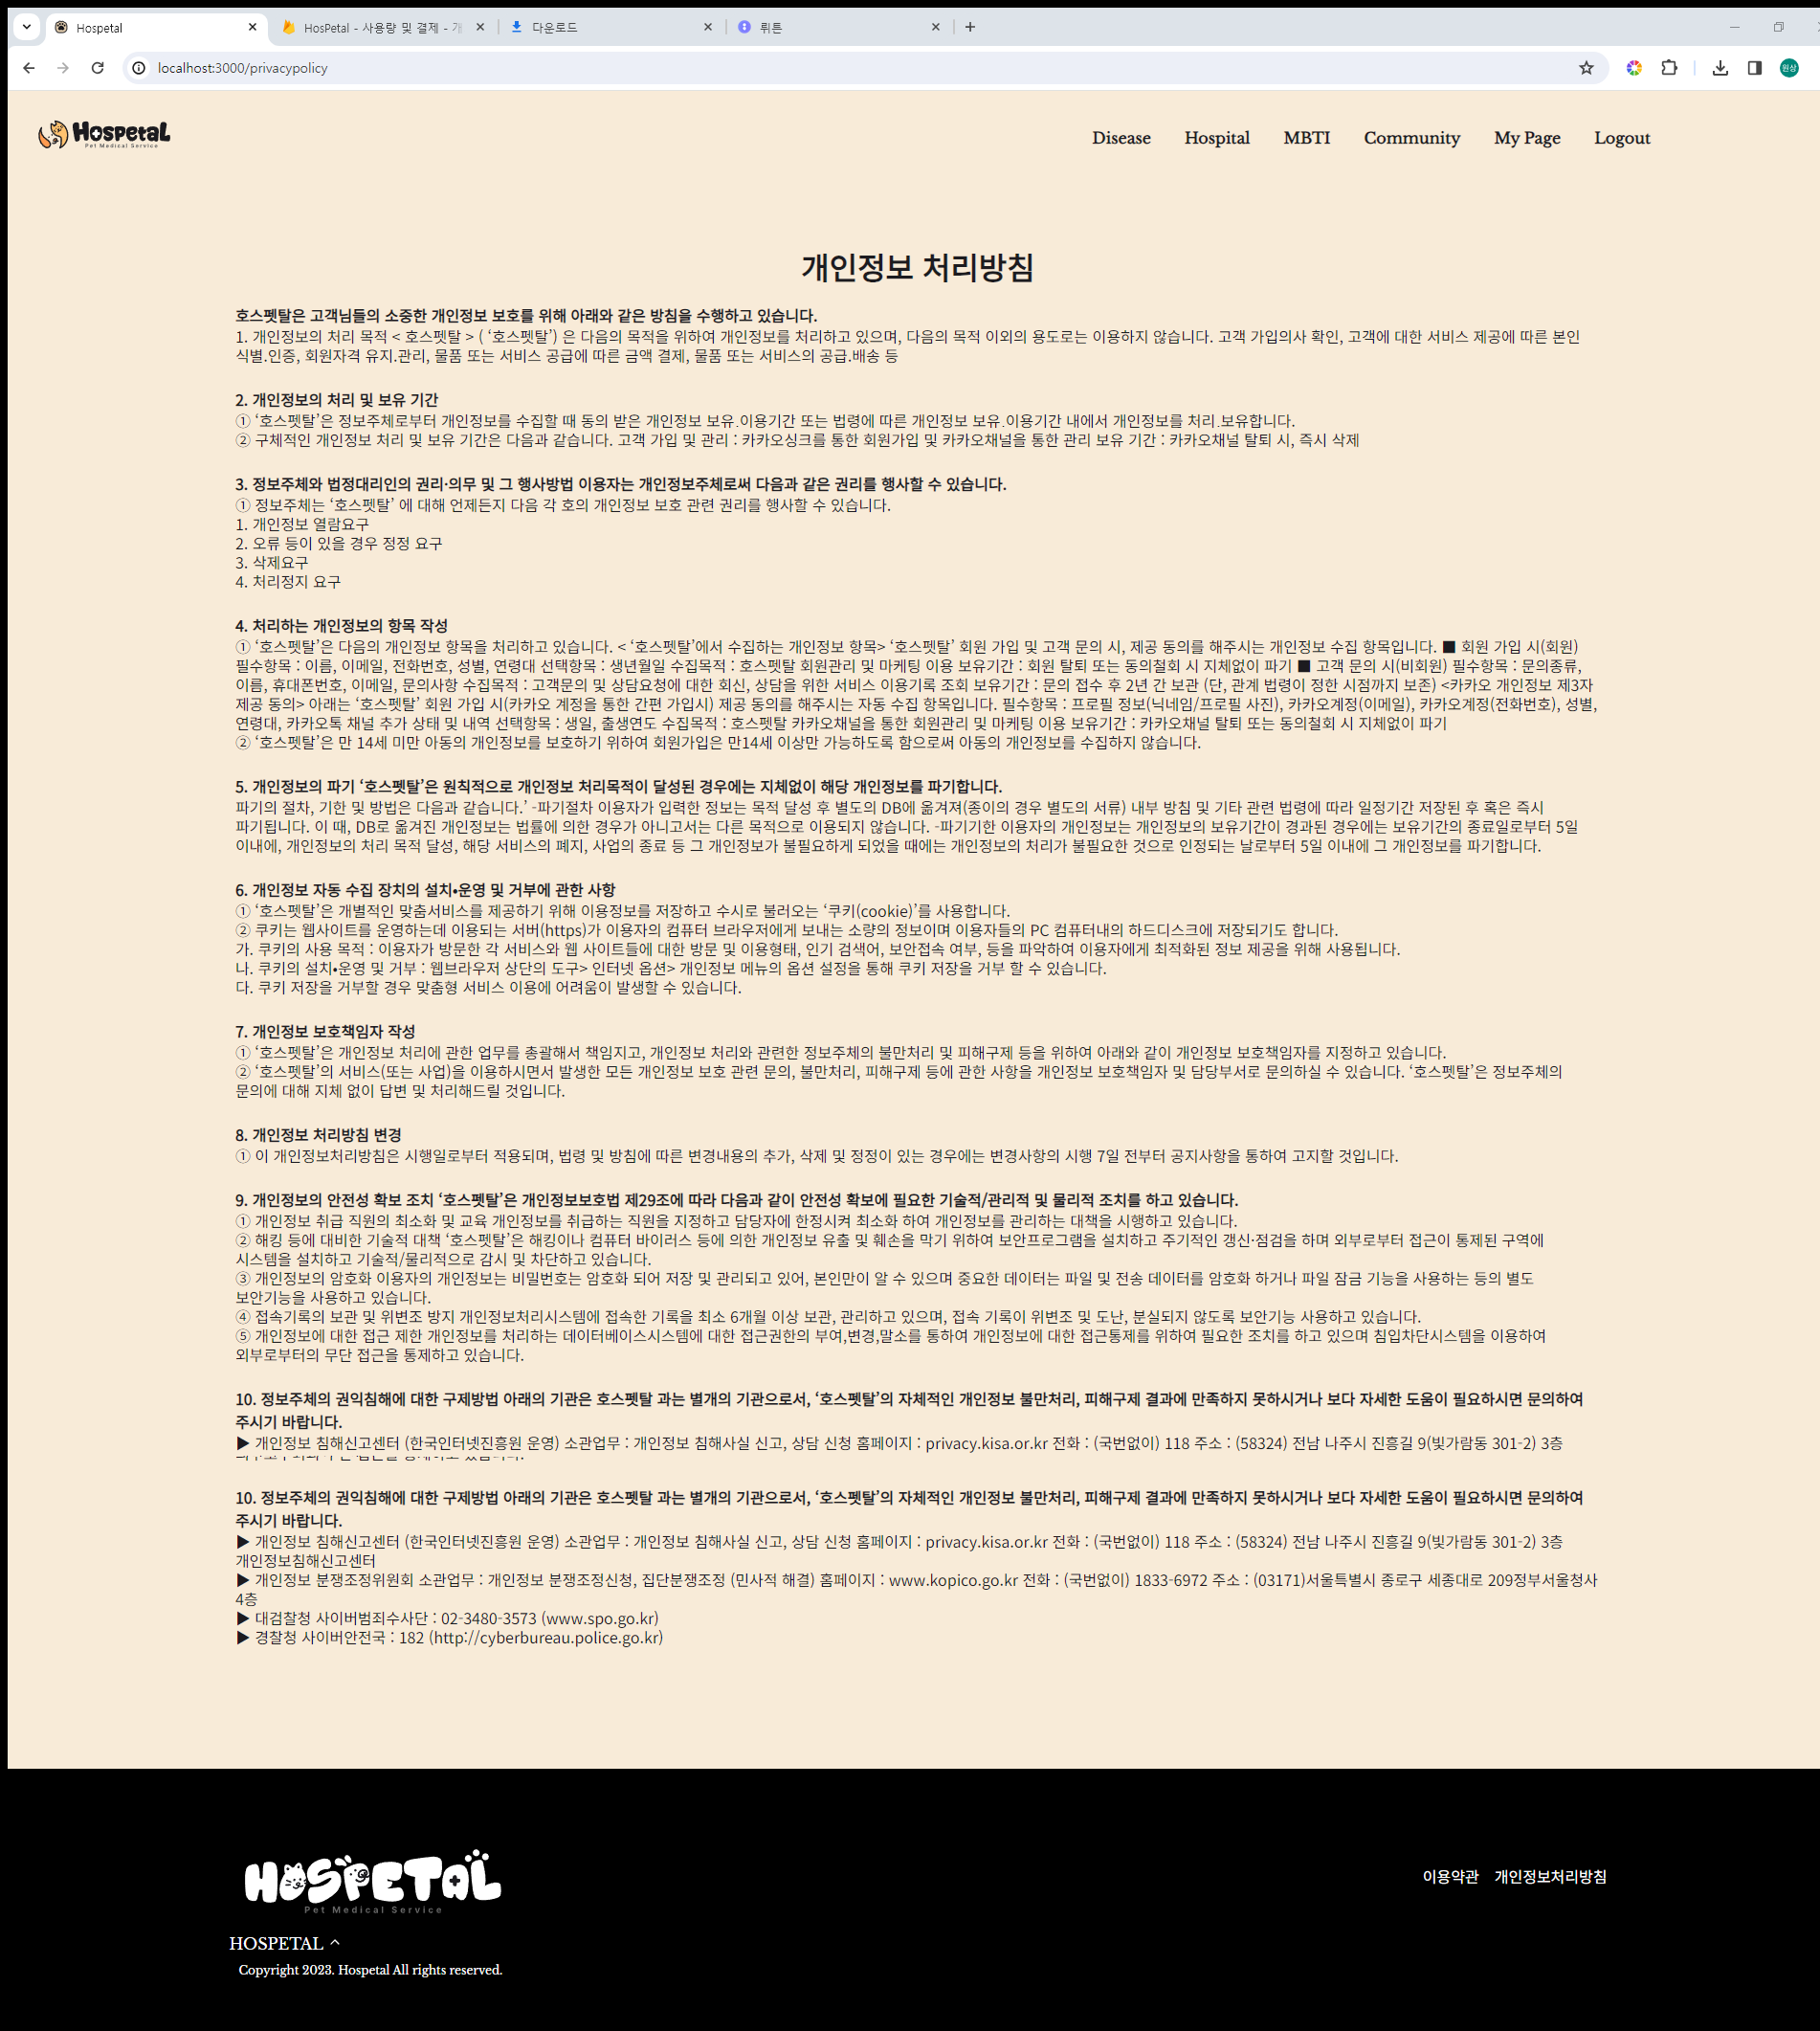 Hospetal
HosPetal - 사용량 및 결제 - 개
다운로드
뤼튼
localhost:3000/privacypolicy
원상
Hospetal
Pet Medical Service
Disease Hospital MBTI Community My Page Logout
개인정보 처리방침
호스펫탈은 고객님들의 소중한 개인정보 보호를 위해 아래와 같은 방침을 수행하고 있습니다.
1. 개인정보의 처리 목적 < 호스펫탈 > ( ‘호스펫탈’) 은 다음의 목적을 위하여 개인정보를 처리하고 있으며, 다음의 목적 이외의 용도로는 이용하지 않습니다. 고객 가입의사 확인, 고객에 대한 서비스 제공에 따른 본인
식별.인증, 회원자격 유지.관리, 물품 또는 서비스 공급에 따른 금액 결제, 물품 또는 서비스의 공급.배송 등
2. 개인정보의 처리 및 보유 기간
① ‘호스펫탈’은 정보주체로부터 개인정보를 수집할 때 동의 받은 개인정보 보유.이용기간 또는 법령에 따른 개인정보 보유.이용기간 내에서 개인정보를 처리.보유합니다.
② 구체적인 개인정보 처리 및 보유 기간은 다음과 같습니다. 고객 가입 및 관리 : 카카오싱크를 통한 회원가입 및 카카오채널을 통한 관리 보유 기간 : 카카오채널 탈퇴 시, 즉시 삭제
3. 정보주체와 법정대리인의 권리·의무 및 그 행사방법 이용자는 개인정보주체로써 다음과 같은 권리를 행사할 수 있습니다.
① 정보주체는 ‘호스펫탈’ 에 대해 언제든지 다음 각 호의 개인정보 보호 관련 권리를 행사할 수 있습니다.
1. 개인정보 열람요구
2. 오류 등이 있을 경우 정정 요구
3. 삭제요구
4. 처리정지 요구
4. 처리하는 개인정보의 항목 작성
① ‘호스펫탈’은 다음의 개인정보 항목을 처리하고 있습니다. < ‘호스펫탈’에서 수집하는 개인정보 항목> ‘호스펫탈’ 회원 가입 및 고객 문의 시, 제공 동의를 해주시는 개인정보 수집 항목입니다. ■ 회원 가입 시(회원)
필수항목 : 이름, 이메일, 전화번호, 성별, 연령대 선택항목 : 생년월일 수집목적 : 호스펫탈 회원관리 및 마케팅 이용 보유기간 : 회원 탈퇴 또는 동의철회 시 지체없이 파기 ■ 고객 문의 시(비회원) 필수항목 : 문의종류,
이름, 휴대폰번호, 이메일, 문의사항 수집목적 : 고객문의 및 상담요청에 대한 회신, 상담을 위한 서비스 이용기록 조회 보유기간 : 문의 접수 후 2년 간 보관 (단, 관계 법령이 정한 시점까지 보존) <카카오 개인정보 제3자
제공 동의> 아래는 ‘호스펫탈’ 회원 가입 시(카카오 계정을 통한 간편 가입시) 제공 동의를 해주시는 자동 수집 항목입니다. 필수항목 : 프로필 정보(닉네임/프로필 사진), 카카오계정(이메일), 카카오계정(전화번호), 성별,
연령대, 카카오톡 채널 추가 상태 및 내역 선택항목 : 생일, 출생연도 수집목적 : 호스펫탈 카카오채널을 통한 회원관리 및 마케팅 이용 보유기간 : 카카오채널 탈퇴 또는 동의철회 시 지체없이 파기
② ‘호스펫탈’은 만 14세 미만 아동의 개인정보를 보호하기 위하여 회원가입은 만14세 이상만 가능하도록 함으로써 아동의 개인정보를 수집하지 않습니다.
5. 개인정보의 파기 ‘호스펫탈’은 원칙적으로 개인정보 처리목적이 달성된 경우에는 지체없이 해당 개인정보를 파기합니다.
파기의 절차, 기한 및 방법은 다음과 같습니다.’ -파기절차 이용자가 입력한 정보는 목적 달성 후 별도의 DB에 옮겨져(종이의 경우 별도의 서류) 내부 방침 및 기타 관련 법령에 따라 일정기간 저장된 후 혹은 즉시
파기됩니다. 이 때, DB로 옮겨진 개인정보는 법률에 의한 경우가 아니고서는 다른 목적으로 이용되지 않습니다. -파기기한 이용자의 개인정보는 개인정보의 보유기간이 경과된 경우에는 보유기간의 종료일로부터 5일
이내에, 개인정보의 처리 목적 달성, 해당 서비스의 폐지, 사업의 종료 등 그 개인정보가 불필요하게 되었을 때에는 개인정보의 처리가 불필요한 것으로 인정되는 날로부터 5일 이내에 그 개인정보를 파기합니다.
6. 개인정보 자동 수집 장치의 설치•운영 및 거부에 관한 사항
① ‘호스펫탈’은 개별적인 맞춤서비스를 제공하기 위해 이용정보를 저장하고 수시로 불러오는 ‘쿠키(cookie)’를 사용합니다.
② 쿠키는 웹사이트를 운영하는데 이용되는 서버(https)가 이용자의 컴퓨터 브라우저에게 보내는 소량의 정보이며 이용자들의 PC 컴퓨터내의 하드디스크에 저장되기도 합니다.
가. 쿠키의 사용 목적 : 이용자가 방문한 각 서비스와 웹 사이트들에 대한 방문 및 이용형태, 인기 검색어, 보안접속 여부, 등을 파악하여 이용자에게 최적화된 정보 제공을 위해 사용됩니다.
나. 쿠키의 설치•운영 및 거부 : 웹브라우저 상단의 도구> 인터넷 옵션> 개인정보 메뉴의 옵션 설정을 통해 쿠키 저장을 거부 할 수 있습니다.
다. 쿠키 저장을 거부할 경우 맞춤형 서비스 이용에 어려움이 발생할 수 있습니다.
7. 개인정보 보호책임자 작성
① ‘호스펫탈’은 개인정보 처리에 관한 업무를 총괄해서 책임지고, 개인정보 처리와 관련한 정보주체의 불만처리 및 피해구제 등을 위하여 아래와 같이 개인정보 보호책임자를 지정하고 있습니다.
② ‘호스펫탈’의 서비스(또는 사업)을 이용하시면서 발생한 모든 개인정보 보호 관련 문의, 불만처리, 피해구제 등에 관한 사항을 개인정보 보호책임자 및 담당부서로 문의하실 수 있습니다. ‘호스펫탈’은 정보주체의
문의에 대해 지체 없이 답변 및 처리해드릴 것입니다.
8. 개인정보 처리방침 변경
① 이 개인정보처리방침은 시행일로부터 적용되며, 법령 및 방침에 따른 변경내용의 추가, 삭제 및 정정이 있는 경우에는 변경사항의 시행 7일 전부터 공지사항을 통하여 고지할 것입니다.
9. 개인정보의 안전성 확보 조치 ‘호스펫탈’은 개인정보보호법 제29조에 따라 다음과 같이 안전성 확보에 필요한 기술적/관리적 및 물리적 조치를 하고 있습니다.
① 개인정보 취급 직원의 최소화 및 교육 개인정보를 취급하는 직원을 지정하고 담당자에 한정시켜 최소화 하여 개인정보를 관리하는 대책을 시행하고 있습니다.
② 해킹 등에 대비한 기술적 대책 ‘호스펫탈’은 해킹이나 컴퓨터 바이러스 등에 의한 개인정보 유출 및 훼손을 막기 위하여 보안프로그램을 설치하고 주기적인 갱신·점검을 하며 외부로부터 접근이 통제된 구역에
시스템을 설치하고 기술적/물리적으로 감시 및 차단하고 있습니다.
③ 개인정보의 암호화 이용자의 개인정보는 비밀번호는 암호화 되어 저장 및 관리되고 있어, 본인만이 알 수 있으며 중요한 데이터는 파일 및 전송 데이터를 암호화 하거나 파일 잠금 기능을 사용하는 등의 별도
보안기능을 사용하고 있습니다.
④ 접속기록의 보관 및 위변조 방지 개인정보처리시스템에 접속한 기록을 최소 6개월 이상 보관, 관리하고 있으며, 접속 기록이 위변조 및 도난, 분실되지 않도록 보안기능 사용하고 있습니다.
⑤ 개인정보에 대한 접근 제한 개인정보를 처리하는 데이터베이스시스템에 대한 접근권한의 부여,변경,말소를 통하여 개인정보에 대한 접근통제를 위하여 필요한 조치를 하고 있으며 침입차단시스템을 이용하여
외부로부터의 무단 접근을 통제하고 있습니다.
10. 정보주체의 권익침해에 대한 구제방법 아래의 기관은 호스펫탈 과는 별개의 기관으로서, ‘호스펫탈’의 자체적인 개인정보 불만처리, 피해구제 결과에 만족하지 못하시거나 보다 자세한 도움이 필요하시면 문의하여
주시기 바랍니다.
▶ 개인정보 침해신고센터 (한국인터넷진흥원 운영) 소관업무 : 개인정보 침해사실 신고, 상담 신청 홈페이지 : privacy.kisa.or.kr 전화 : (국번없이) 118 주소 : (58324) 전남 나주시 진흥길 9(빛가람동 301-2) 3층
10. 정보주체의 권익침해에 대한 구제방법 아래의 기관은 호스펫탈 과는 별개의 기관으로서, ‘호스펫탈’의 자체적인 개인정보 불만처리, 피해구제 결과에 만족하지 못하시거나 보다 자세한 도움이 필요하시면 문의하여
주시기 바랍니다.
▶ 개인정보 침해신고센터 (한국인터넷진흥원 운영) 소관업무 : 개인정보 침해사실 신고, 상담 신청 홈페이지 : privacy.kisa.or.kr 전화 : (국번없이) 118 주소 : (58324) 전남 나주시 진흥길 9(빛가람동 301-2) 3층
개인정보침해신고센터
▶ 개인정보 분쟁조정위원회 소관업무 : 개인정보 분쟁조정신청, 집단분쟁조정 (민사적 해결) 홈페이지 : www.kopico.go.kr 전화 : (국번없이) 1833-6972 주소 : (03171)서울특별시 종로구 세종대로 209정부서울청사
4층
▶ 대검찰청 사이버범죄수사단 : 02-3480-3573 (www.spo.go.kr)
▶ 경찰청 사이버안전국 : 182 (http://cyberbureau.police.go.kr)
HOSPETAL
Pet Medical Service
이용약관 개인정보처리방침
HOSPETAL
Copyright 2023. Hospetal All rights reserved.